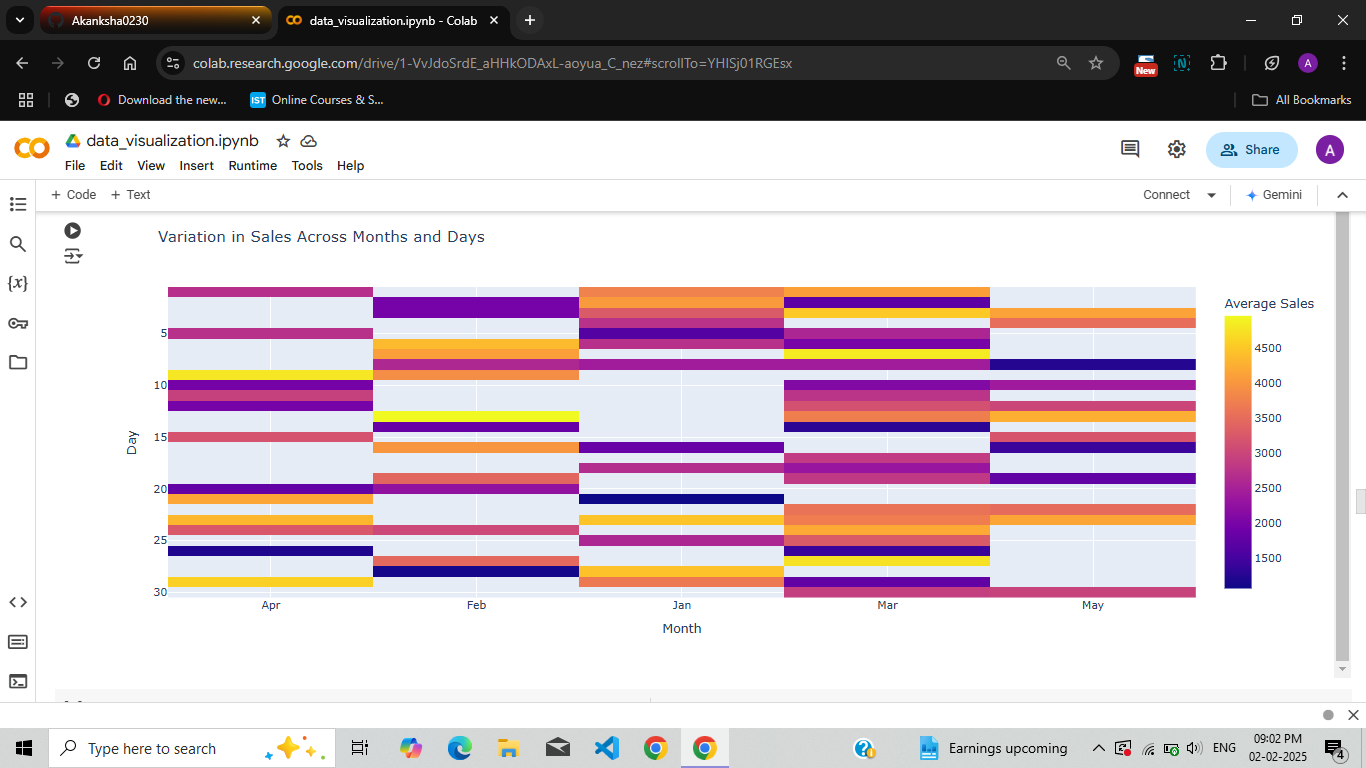 Akanksha0230
data_visualization.ipynb - Colab
colab.research.google.com/drive/1-VvJdoSrdE_aHHkODAxL-aoyua_C_nez#scrollTo=YHISj01RGEsx
New
N
A
Download the new...
IST
Online Courses & S...
All Bookmarks
data_visualization.ipynb
File Edit View Insert Runtime Tools Help
Share
A
+ Code + Text
Connect
Gemini
{x}
Variation in Sales Across Months and Days
Average Sales
4500
4000
3500
3000
2500
2000
1500
Day
5
10
15
20
25
30
Apr Feb Jan Mar May
Month
Type here to search
Earnings upcoming
ENG
09:02 PM
02-02-2025
4